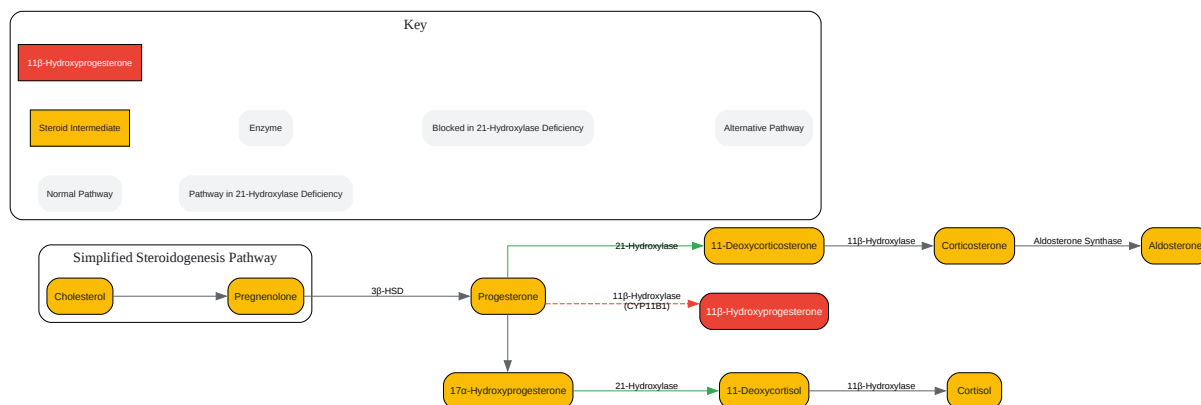 Key
11β-Hydroxyprogesterone
Steroid Intermediate
Enzyme
Blocked in 21-Hydroxylase Deficiency
Alternative Pathway
Normal Pathway
Pathway in 21-Hydroxylase Deficiency
Simplified Steroidogenesis Pathway
Cholesterol
Pregnenolone
3β-HSD
Progesterone
21-Hydroxylase
11-Deoxycorticosterone
11β-Hydroxylase
Corticosterone
Aldosterone Synthase
Aldosterone
11β-Hydroxylase
(CYP11B1)
11β-Hydroxyprogesterone
17α-Hydroxyprogesterone
21-Hydroxylase
11-Deoxycortisol
11β-Hydroxylase
Cortisol